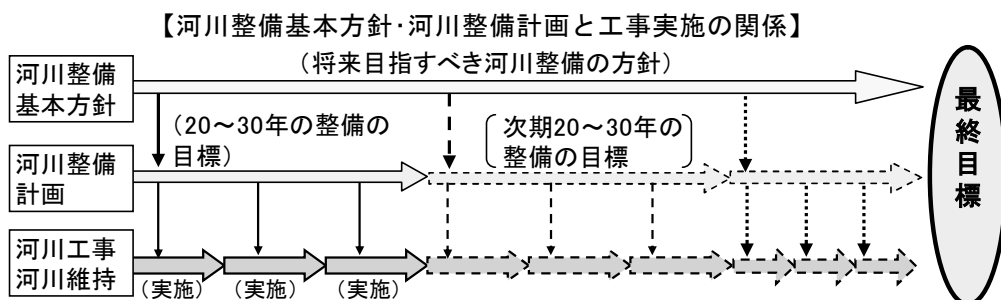 【河川整備基本方針・河川整備計画と工事実施の関係】
(将来目指すべき河川整備の方針)
河川整備
基本方針
(20~30年の整備の
目標)
次期20~30年の
整備の目標
河川整備
計画
河川工事
河川維持
(実施)
(実施)
(実施)
最終目標